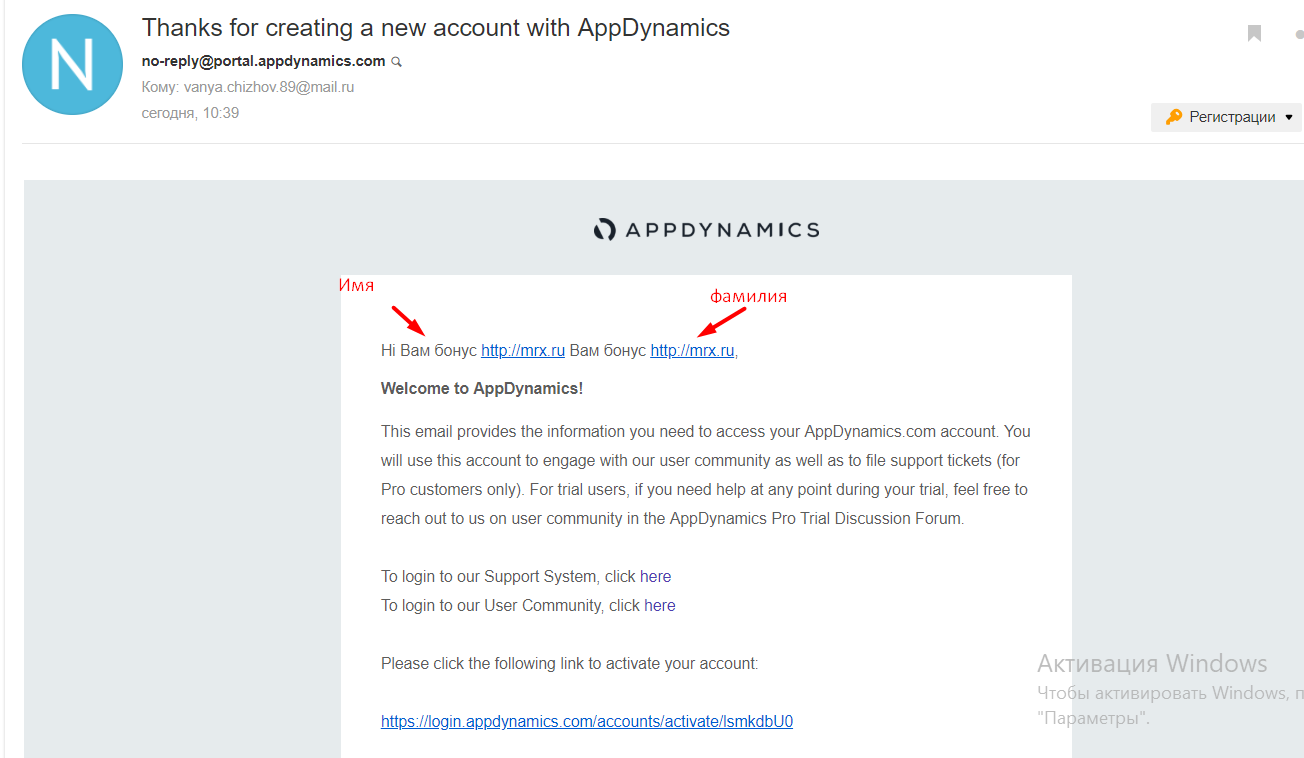 N
Thanks for creating a new account with AppDynamics
no-reply@portal.appdynamics.com
Кому: vanya.chizhov.89@mail.ru
сегодня, 10:39
Регистрации
APPDYNAMICS
Имя
фамилия
Hi Вам бонус http://mrx.ru Вам бонус http://mrx.ru,
Welcome to AppDynamics!
This email provides the information you need to access your AppDynamics.com account. You
will use this account to engage with our user community as well as to file support tickets (for
Pro customers only). For trial users, if you need help at any point during your trial, feel free to
reach out to us on user community in the AppDynamics Pro Trial Discussion Forum.
To login to our Support System, click here
To login to our User Community, click here
Please click the following link to activate your account:
https://login.appdynamics.com/accounts/activate/lsmkdbU0
Активация Windows
Чтобы активировать Windows, п
"Параметры".